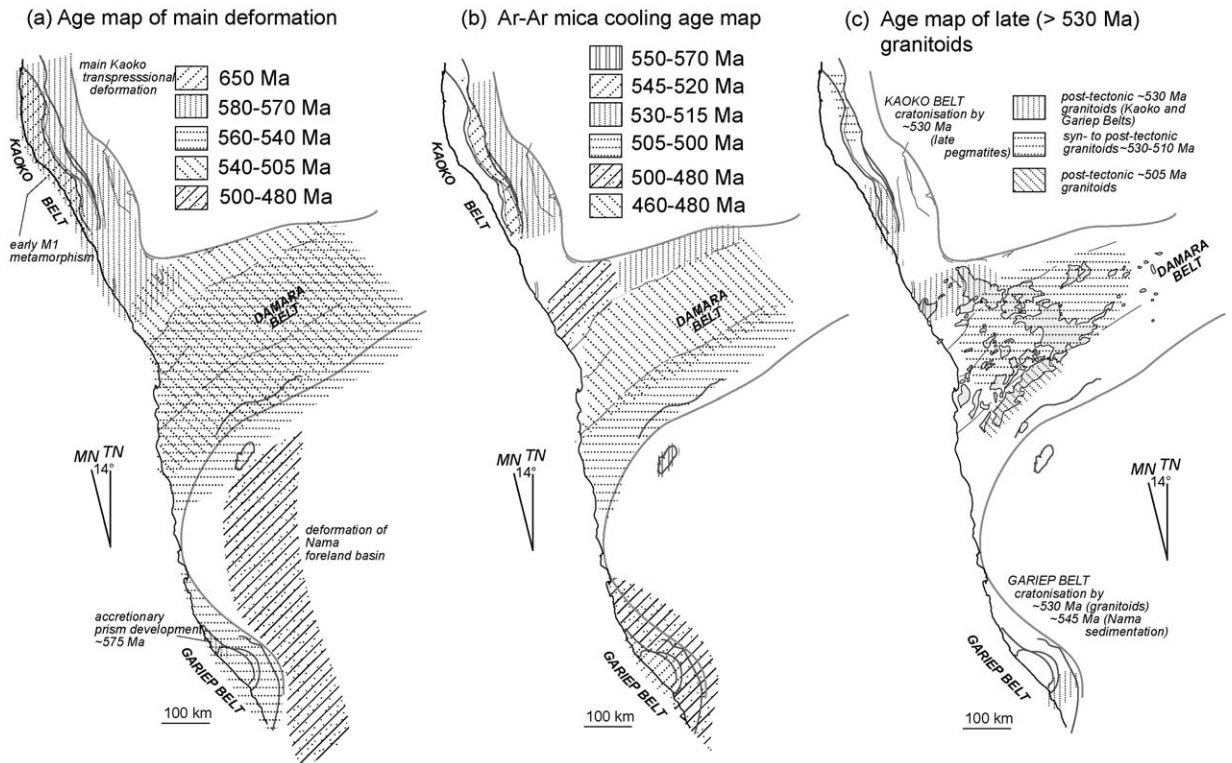 (a) Age map of main deformation
main Kaoko
transpresssional
deformation
650 Ma
580-570 Ma
560-540 Ma
540-505 Ma
500-480 Ma
KAOKO
BELT
early M1
metamorphism
DAMARA
BELT
MN TN
14°
deformation of
Nama
foreland basin
accretionary
prism development
~575 Ma
GARIEP BELT
100 km
(b) Ar-Ar mica cooling age map
550-570 Ma
545-520 Ma
530-515 Ma
505-500 Ma
500-480 Ma
460-480 Ma
KAOKO
BELT
DAMARA
BELT
MN TN
14°
GARIEP BELT
100 km
(c) Age map of late (> 530 Ma)
granitoids
KAOKO BELT
cratonisation by
~530 Ma
(late
pegmatites)
post-tectonic ~530 Ma
granitoids (Kaoko and
Gariep Belts)
syn- to post-tectonic
granitoids~530-510 Ma
post-tectonic ~505 Ma
granitoids
DAMARA
BELT
MN TN
14°
GARIEP BELT
cratonisation by
~530 Ma (granitoids)
~545 Ma (Nama
sedimentation)
GARIEP BELT
100 km